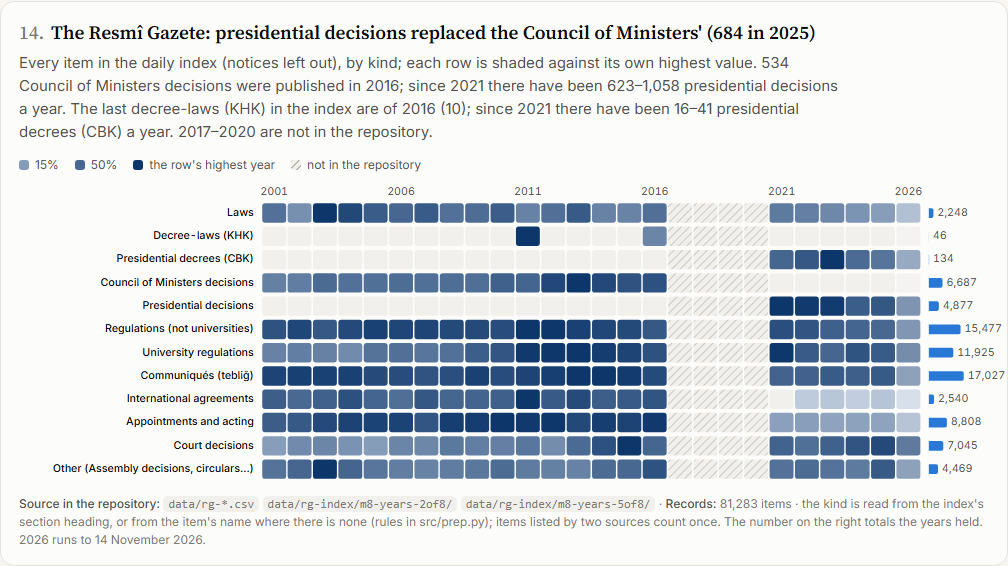 14. The Resmî Gazete: presidential decisions replaced the Council of Ministers' (684 in 2025)
Every item in the daily index (notices left out), by kind; each row is shaded against its own highest value. 534
Council of Ministers decisions were published in 2016; since 2021 there have been 623–1,058 presidential decisions
a year. The last decree-laws (KHK) in the index are of 2016 (10); since 2021 there have been 16–41 presidential
decrees (CBK) a year. 2017–2020 are not in the repository.
15% 50% the row's highest year not in the repository
2001 2006 2011 2016 2021 2026
Laws 2,248
Decree-laws (KHK) 46
Presidential decrees (CBK) 134
Council of Ministers decisions 6,687
Presidential decisions 4,877
Regulations (not universities) 15,477
University regulations 11,925
Communiqués (tebliğ) 17,027
International agreements 2,540
Appointments and acting 8,808
Court decisions 7,045
Other (Assembly decisions, circulars…) 4,469
Source in the repository: data/rg-*.csv data/rg-index/m8-years-2of8/ data/rg-index/m8-years-5of8/ · Records: 81,283 items · the kind is read from the index's
section heading, or from the item's name where there is none (rules in src/prep.py); items listed by two sources count once. The number on the right totals the years held.
2026 runs to 14 November 2026.